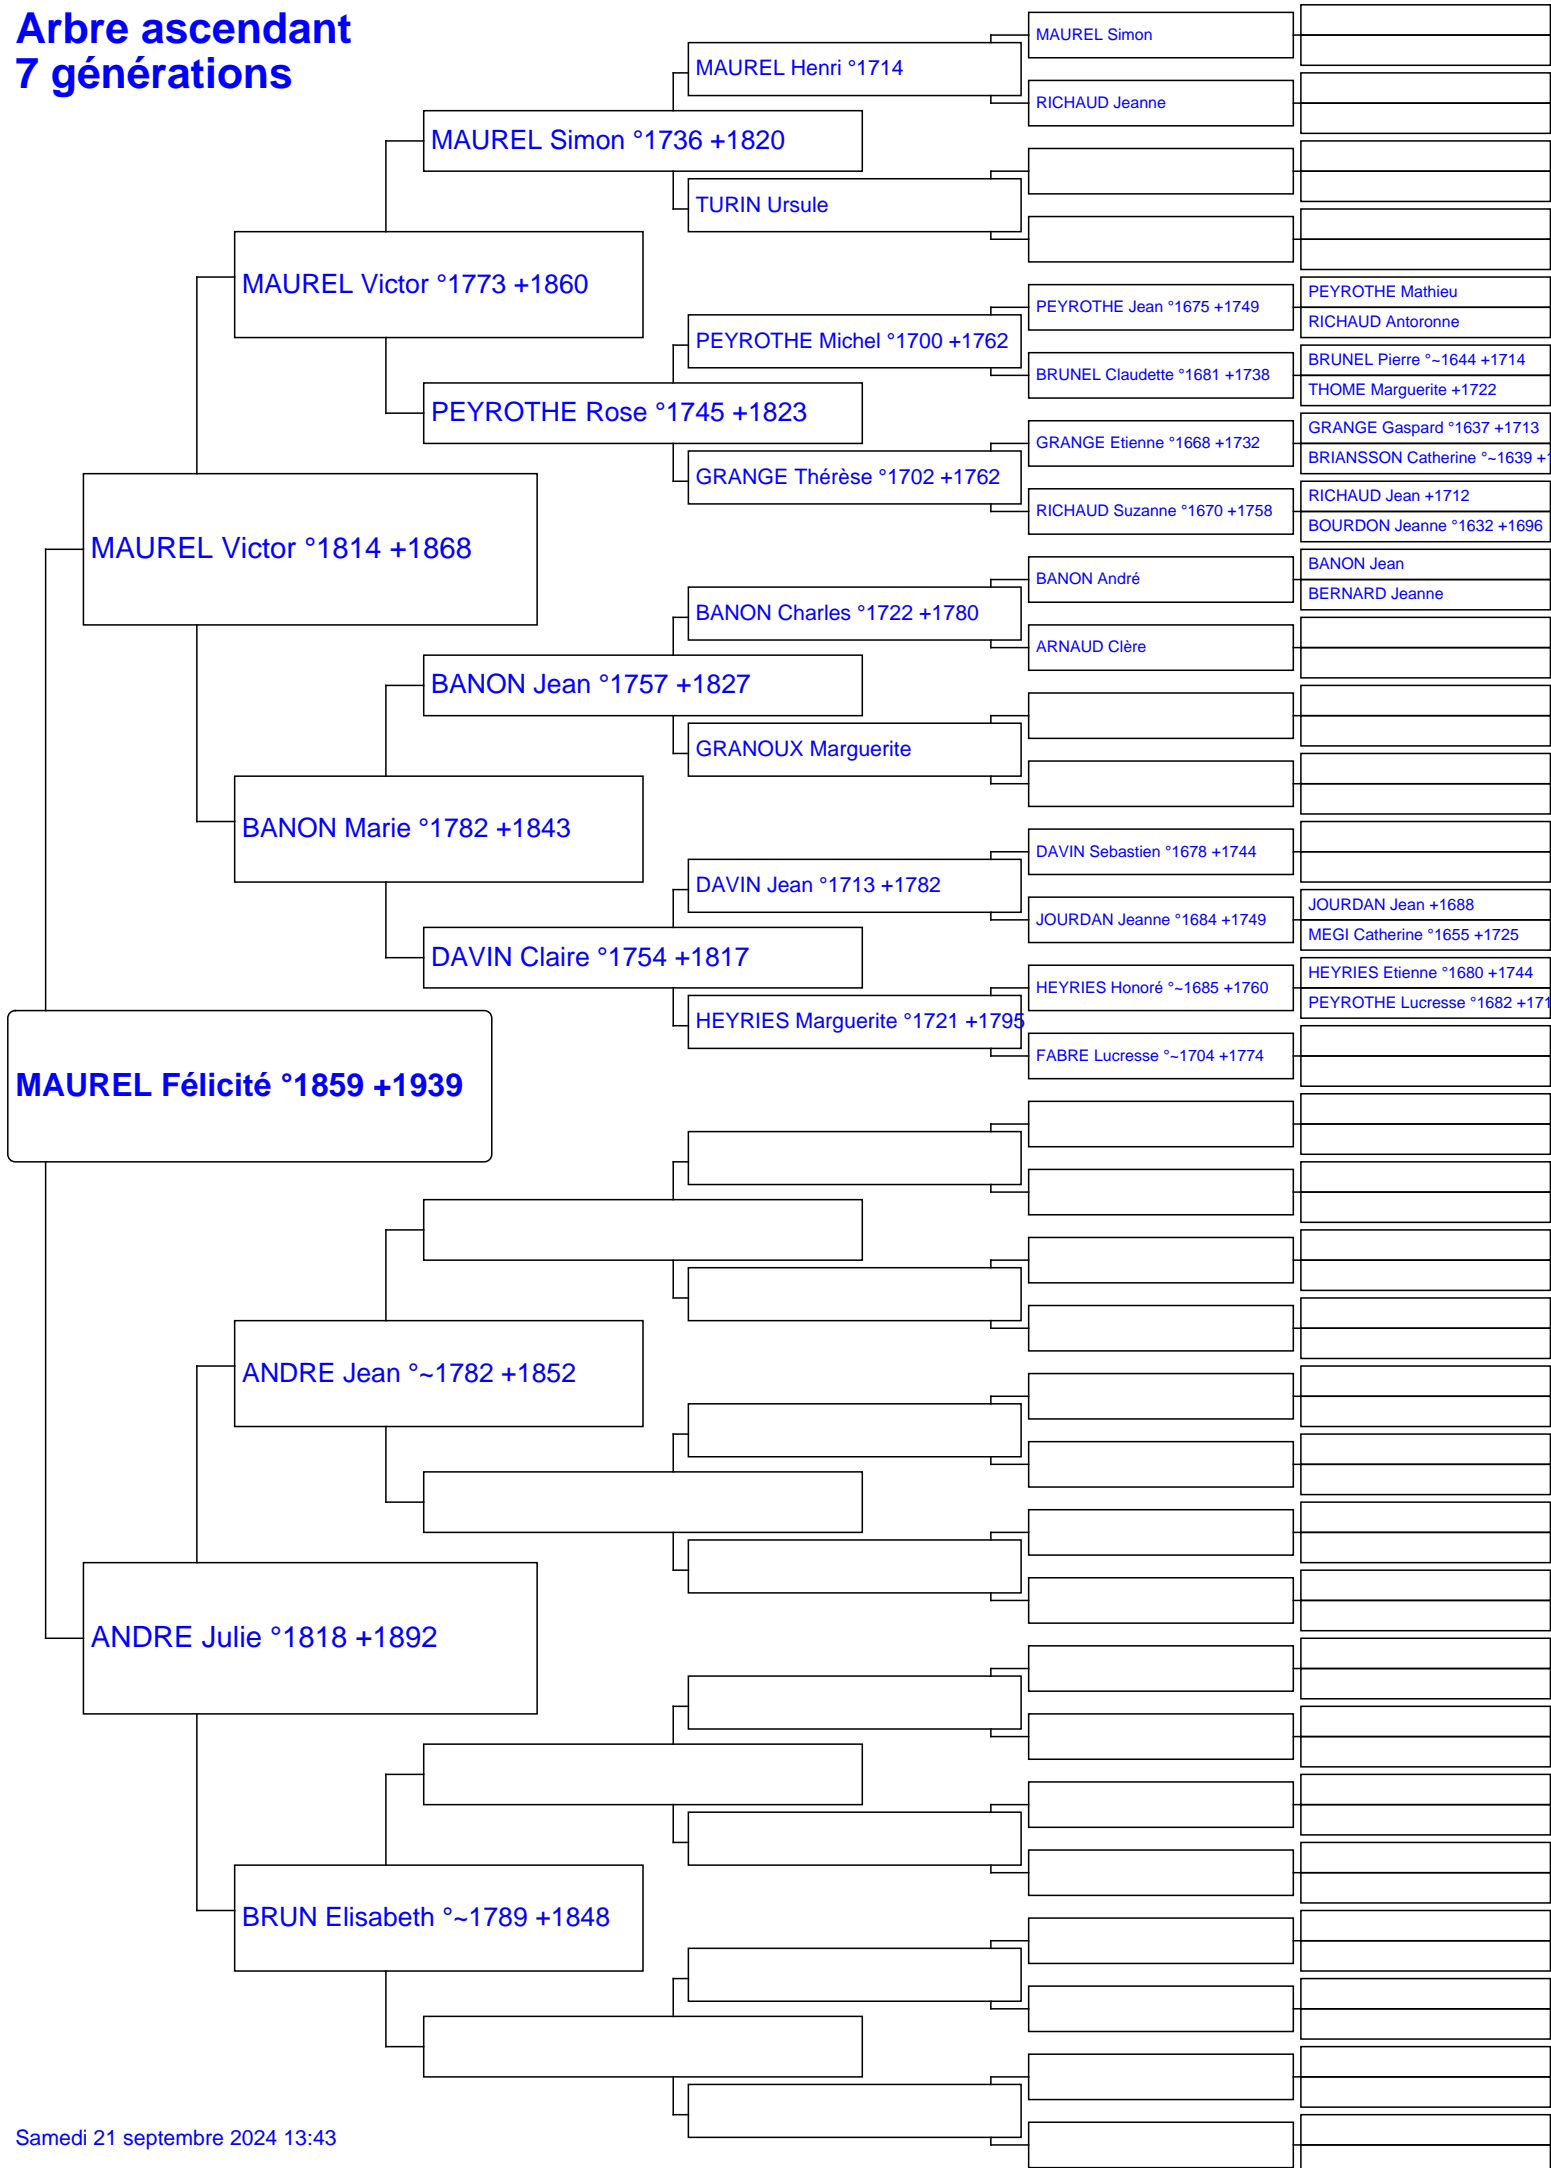 Arbre ascendant
7 générations
MAUREL Félicité °1859 +1939
MAUREL Victor °1814 +1868
ANDRE Julie °1818 +1892
MAUREL Victor °1773 +1860
BANON Marie °1782 +1843
ANDRE Jean °~1782 +1852
BRUN Elisabeth °~1789 +1848
MAUREL Simon °1736 +1820
PEYROTHE Rose °1745 +1823
BANON Jean °1757 +1827
DAVIN Claire °1754 +1817
MAUREL Henri °1714
TURIN Ursule
PEYROTHE Michel °1700 +1762
GRANGE Thérèse °1702 +1762
BANON Charles °1722 +1780
GRANOUX Marguerite
DAVIN Jean °1713 +1782
HEYRIES Marguerite °1721 +1795
MAUREL Simon
RICHAUD Jeanne
PEYROTHE Jean °1675 +1749
BRUNEL Claudette °1681 +1738
GRANGE Etienne °1668 +1732
RICHAUD Suzanne °1670 +1758
BANON André
ARNAUD Clère
DAVIN Sebastien °1678 +1744
JOURDAN Jeanne °1684 +1749
HEYRIES Honoré °~1685 +1760
FABRE Lucresse °~1704 +1774
PEYROTHE Mathieu
RICHAUD Antoronne
BRUNEL Pierre °~1644 +1714
THOME Marguerite +1722
GRANGE Gaspard °1637 +1713
BRIANSSON Catherine °~1639 +1
RICHAUD Jean +1712
BOURDON Jeanne °1632 +1696
BANON Jean
BERNARD Jeanne
JOURDAN Jean +1688
MEGI Catherine °1655 +1725
HEYRIES Etienne °1680 +1744
PEYROTHE Lucresse °1682 +171
Samedi 21 septembre 2024 13:43